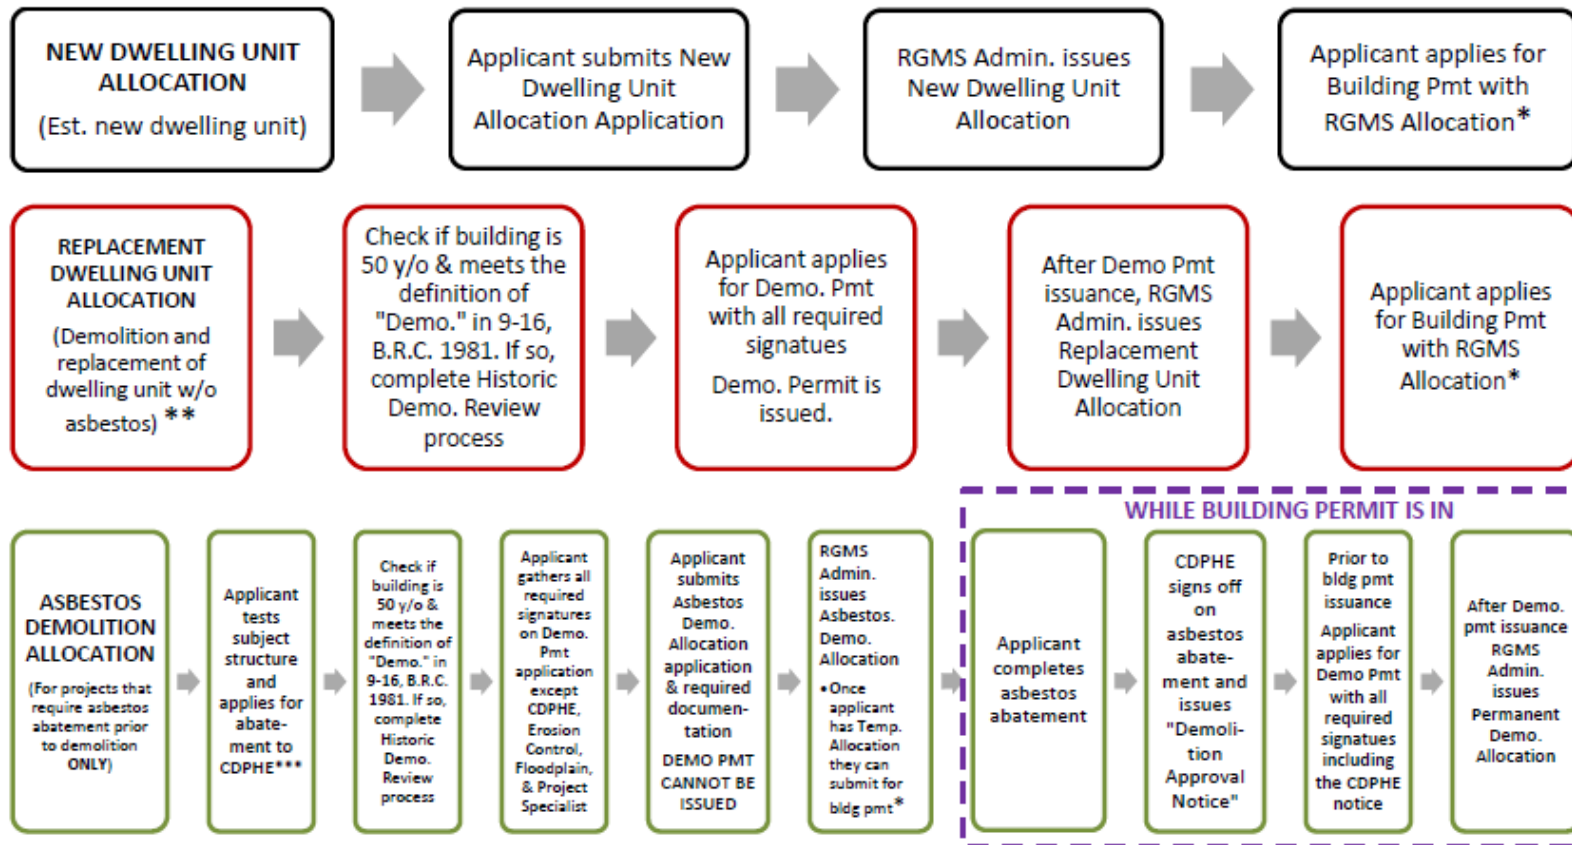 NEW DWELLING UNIT
ALLOCATION
(Est. new dwelling unit)
Applicant submits New
Dwelling Unit
Allocation Application
RGMS Admin. issues
New Dwelling Unit
Allocation
Applicant applies for
Building Pmt with
RGMS Allocation*
REPLACEMENT
DWELLING UNIT
ALLOCATION
(Demolition and
replacement of
dwelling unit w/o
asbestos) **
Check if building is
50 y/o & meets the
definition of
"Demo." in 9-16,
B.R.C. 1981. If so,
complete Historic
Demo. Review
process
Applicant applies
for Demo. Pmt
with all required
signatues
Demo. Permit is
issued.
After Demo Pmt
issuance, RGMS
Admin. issues
Replacement
Dwelling Unit
Allocation
Applicant applies
for Building Pmt
with RGMS
Allocation*
ASBESTOS
DEMOLITION
ALLOCATION
(For projects that
require asbestos
abatement prior
to demolition
ONLY)
Applicant
tests
subject
structure
and
applies for
abate-
ment to
CDPHE***
Check if
building is
50 y/o &
meets the
definition of
"Demo." in
9-16, B.R.C.
1981. If so,
complete
Historic
Demo.
Review
process
Applicant
gathers all
required
signatures
on Demo.
Pmt
application
except
CDPHE,
Erosion
Control,
Floodplain,
& Project
Specialist
Applicant
submits
Asbestos
Demo.
Allocation
application
& required
documen-
tation
DEMO PMT
CANNOT BE
ISSUED
RGMS
Admin.
issues
Asbestos.
Demo.
Allocation
• Once
applicant
has Temp.
Allocation
they can
submit for
bldg pmt*
WHILE BUILDING PERMIT IS IN
Applicant
completes
asbestos
abatement
CDPHE
signs off
on
asbestos
abate-
ment and
issues
"Demoli-
tion
Approval
Notice"
Prior to
bldg pmt
issuance
Applicant
applies for
Demo Pmt
with all
required
signatues
including
the CDPHE
notice
After Demo.
pmt issuance
RGMS
Admin.
issues
Permanent
Demo.
Allocation